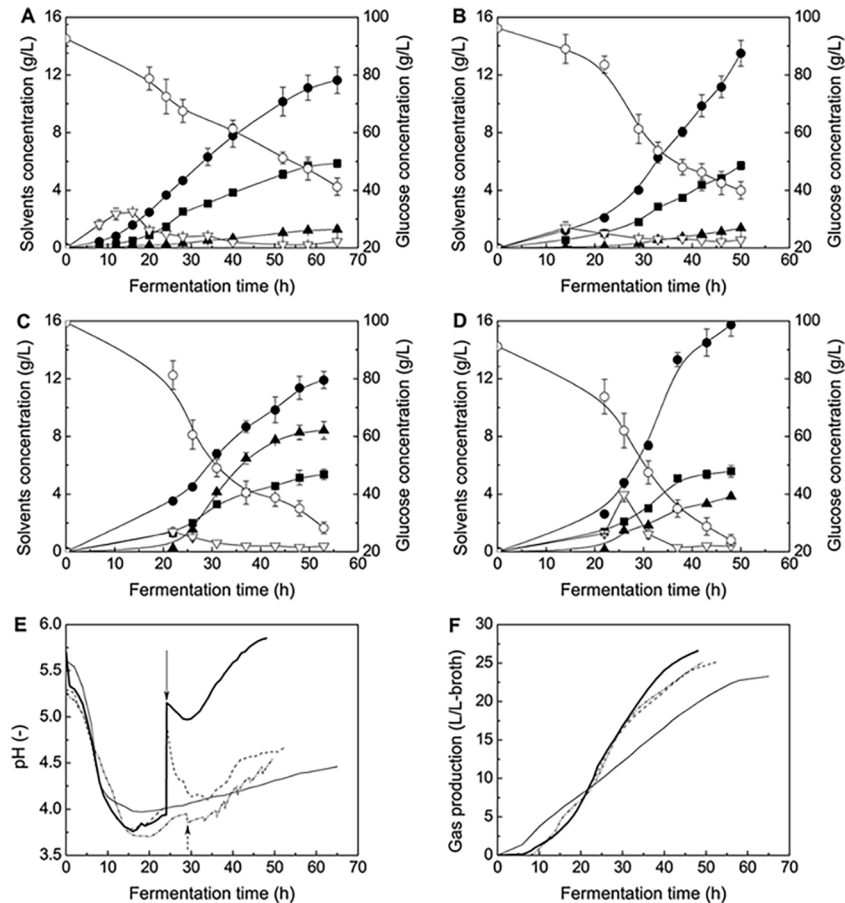 A
16
14
12
8
4
0
100
80
60
40
20
0 10 20 30 40 50 60 70
Solvents concentration (g/L)
Glucose concentration (g/L)
Fermentation time (h)
B
16
12
8
4
0
100
80
60
40
20
0 10 20 30 40 50 60
Solvents concentration (g/L)
Glucose concentration (g/L)
Fermentation time (h)
C
16
12
8
4
0
100
80
60
40
20
0 10 20 30 40 50 60
Solvents concentration (g/L)
Glucose concentration (g/L)
Fermentation time (h)
D
16
12
8
4
0
100
80
60
40
20
0 10 20 30 40 50 60
Solvents concentration (g/L)
Glucose concentration (g/L)
Fermentation time (h)
E
6.0
5.5
5.0
4.5
4.0
3.5
0 10 20 30 40 50 60 70
pH (-)
Fermentation time (h)
F
30
25
20
15
10
5
0
0 10 20 30 40 50 60 70
Gas production (L/L-broth)
Fermentation time (h)